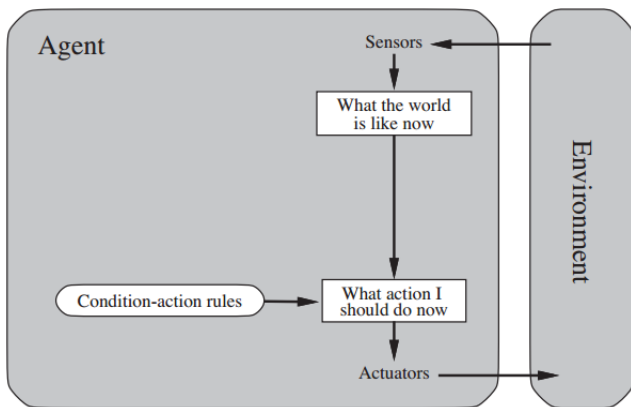 Agent
Sensors
What the world
is like now
Environment
Condition-action rules
What action I
should do now
Actuators